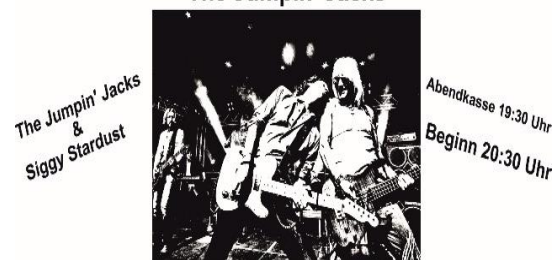 The Jumpin' Jacks
&
Siggy Stardust
Abendkasse 19:30 Uhr
Beginn 20:30 Uhr